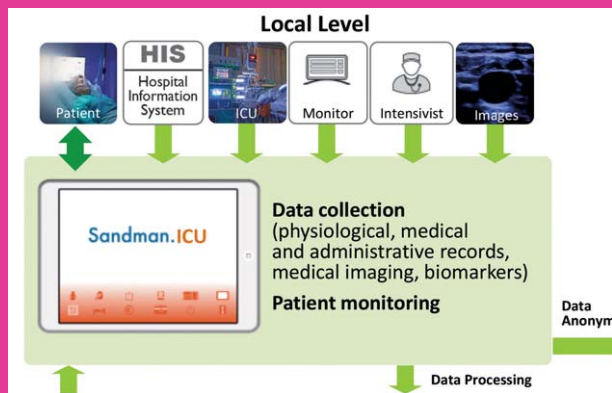 Local Level
HIS
Hospital
Information
System
Patient
ICU
Monitor
Intensivist
Images
Sandman.ICU
Data collection
(physiological, medical
and administrative records,
medical imaging, biomarkers)
Patient monitoring
Data
Anonym
Data Processing